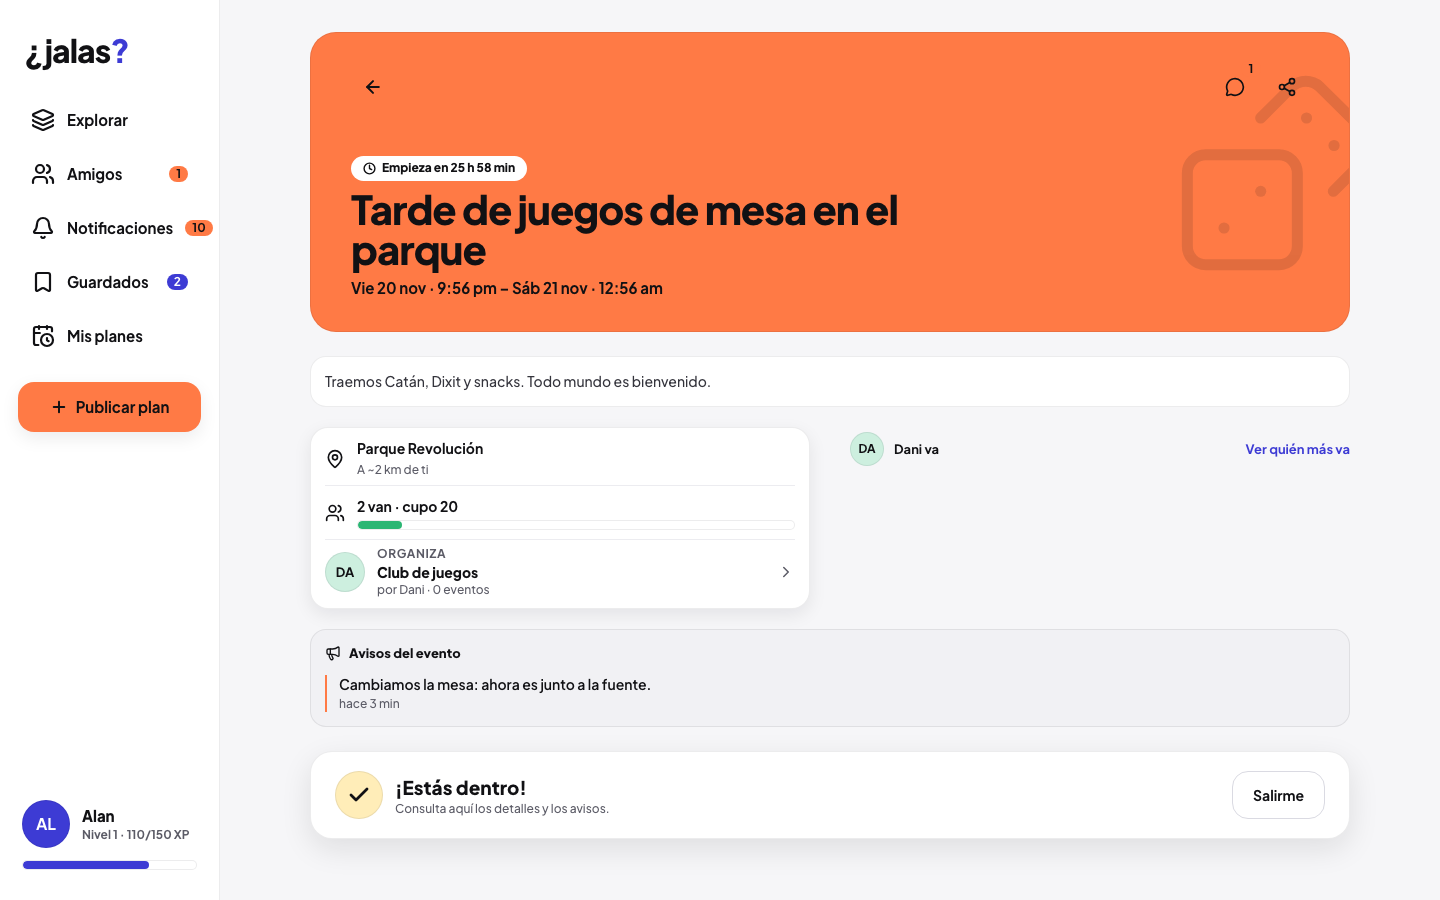 ¿jalas?
Explorar
Amigos 1
Notificaciones 10
Guardados 2
Mis planes
Publicar plan
Alan
Nivel 1 · 110/150 XP
AL
1
Empieza en 25 h 58 min
Tarde de juegos de mesa en el
parque
Vie 20 nov · 9:56 pm – Sáb 21 nov · 12:56 am
Traemos Catán, Dixit y snacks. Todo mundo es bienvenido.
Parque Revolución
A ~2 km de ti
2 van · cupo 20
ORGANIZA
DA
Club de juegos
por Dani · 0 eventos
DA Dani va
Ver quién más va
Avisos del evento
Cambiamos la mesa: ahora es junto a la fuente.
hace 3 min
¡Estás dentro!
Consulta aquí los detalles y los avisos.
Salirme